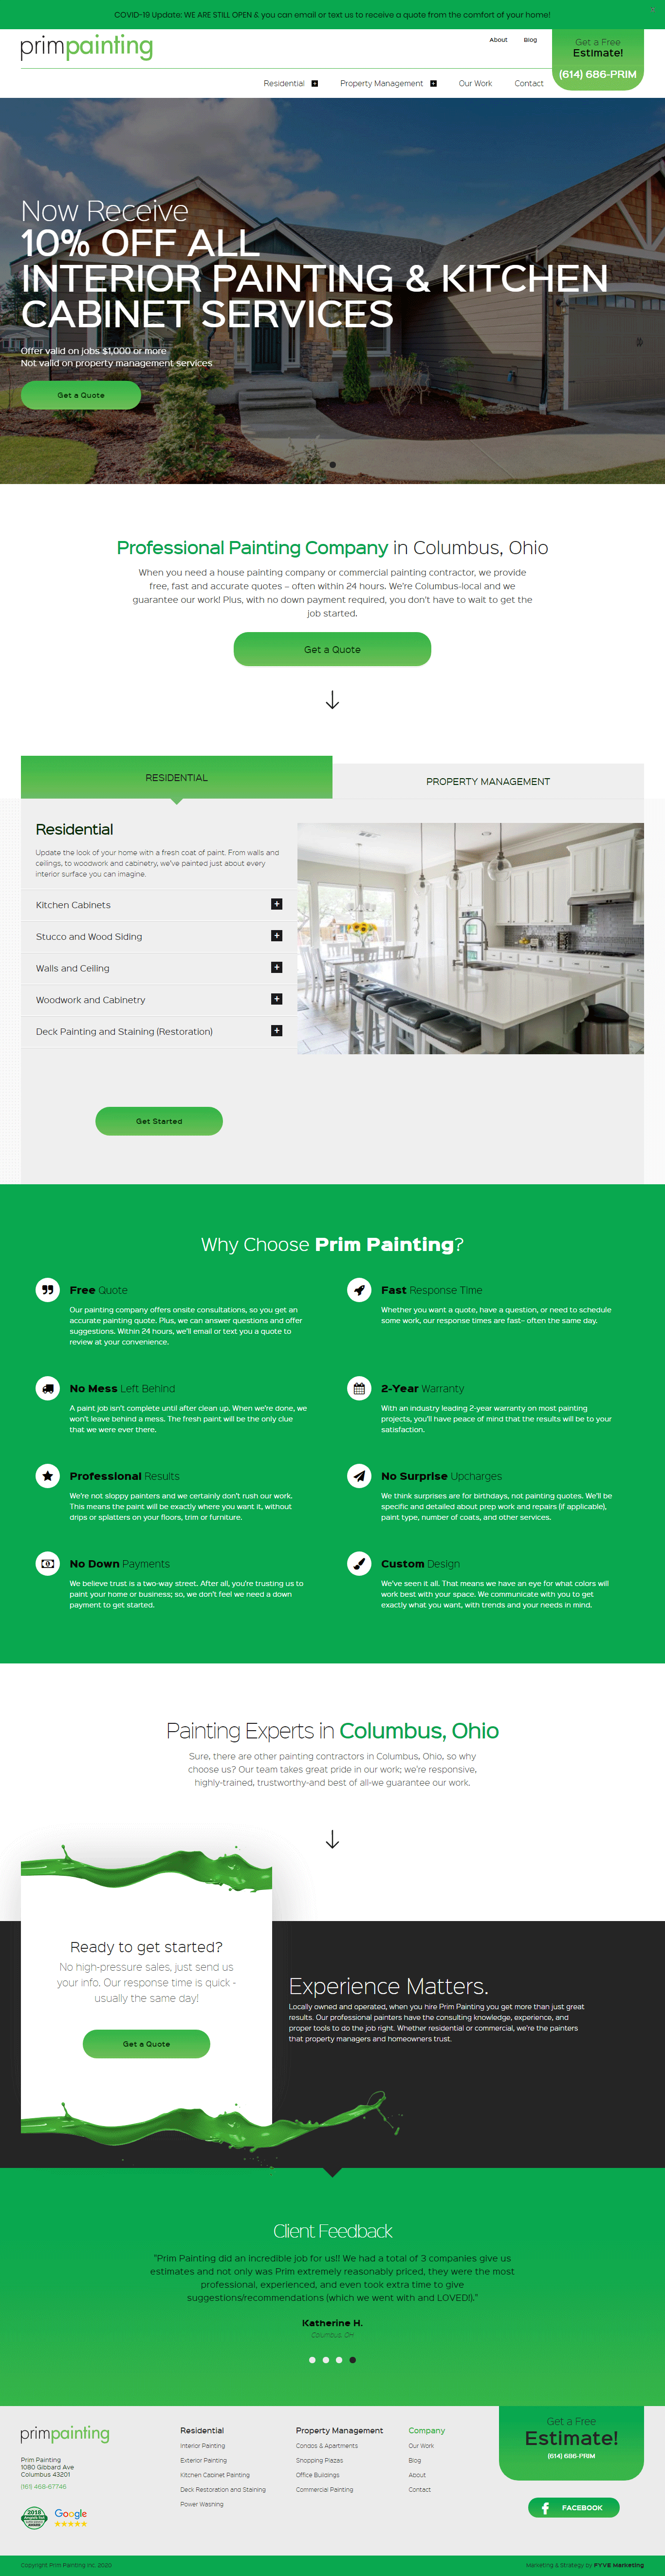 COVID-19 Update: WE ARE STILL OPEN & you can email or text us to receive a quote from the comfort of your home!
primpainting
About
Blog
Get a Free
Estimate!
(614) 686-PRIM
Residential
Property Management
Our Work
Contact
Now Receive
10% OFF ALL
INTERIOR PAINTING & KITCHEN
CABINET SERVICES
Offer valid on jobs $1,000 or more
Not valid on property management services
Get a Quote
Professional Painting Company in Columbus, Ohio
When you need a house painting company or commercial painting contractor, we provide
free, fast and accurate quotes – often within 24 hours. We're Columbus-local and we
guarantee our work! Plus, with no down payment required, you don't have to wait to get the
job started.
Get a Quote
RESIDENTIAL
PROPERTY MANAGEMENT
Residential
Update the look of your home with a fresh coat of paint. From walls and
ceilings, to woodwork and cabinetry, we've painted just about every
interior surface you can imagine.
Kitchen Cabinets
Stucco and Wood Siding
Walls and Ceiling
Woodwork and Cabinetry
Deck Painting and Staining (Restoration)
Get Started
Why Choose Prim Painting?
Free Quote
Our painting company offers onsite consultations, so you get an
accurate painting quote. Plus, we can answer questions and offer
suggestions. Within 24 hours, we'll email or text you a quote to
review at your convenience.
Fast Response Time
Whether you want a quote, have a question, or need to schedule
some work, our response times are fast– often the same day.
No Mess Left Behind
A paint job isn't complete until after clean up. When we're done, we
won't leave behind a mess. The fresh paint will be the only clue
that we were ever there.
2-Year Warranty
With an industry leading 2-year warranty on most painting
projects, you'll have peace of mind that the results will be to your
satisfaction.
Professional Results
We're not sloppy painters and we certainly don't rush our work.
This means the paint will be exactly where you want it, without
drips or splatters on your floors, trim or furniture.
No Surprise Upcharges
We think surprises are for birthdays, not painting quotes. We'll be
specific and detailed about prep work and repairs (if applicable),
paint type, number of coats, and other services.
No Down Payments
We believe trust is a two-way street. After all, you're trusting us to
paint your home or business; so, we don't feel we need a down
payment to get started.
Custom Design
We've seen it all. That means we have an eye for what colors will
work best with your space. We communicate with you to get
exactly what you want, with trends and your needs in mind.
Painting Experts in Columbus, Ohio
Sure, there are other painting contractors in Columbus, Ohio, so why
choose us? Our team takes great pride in our work; we're responsive,
highly-trained, trustworthy-and best of all-we guarantee our work.
Ready to get started?
No high-pressure sales, just send us
your info. Our response time is quick -
usually the same day!
Get a Quote
Experience Matters.
Locally owned and operated, when you hire Prim Painting you get more than just great
results. Our professional painters have the consulting knowledge, experience, and
proper tools to do the job right. Whether residential or commercial, we're the painters
that property managers and homeowners trust.
Client Feedback
"Prim Painting did an incredible job for us!! We had a total of 3 companies give us
estimates and not only was Prim extremely reasonably priced, they were the most
professional, experienced, and even took extra time to give
suggestions/recommendations (which we went with and LOVED!)."
Katherine H.
Columbus, OH
primpainting
Prim Painting
1080 Gibbard Ave
Columbus 43201
(161) 468-67746
2018
Google
Residential
Interior Painting
Exterior Painting
Kitchen Cabinet Painting
Deck Restoration and Staining
Power Washing
Property Management
Condos & Apartments
Shopping Plazas
Office Buildings
Commercial Painting
Company
Our Work
Blog
About
Contact
Get a Free
Estimate!
(614) 686-PRIM
FACEBOOK
Copyright Prim Painting Inc. 2020
Marketing & Strategy by FYVE Marketing